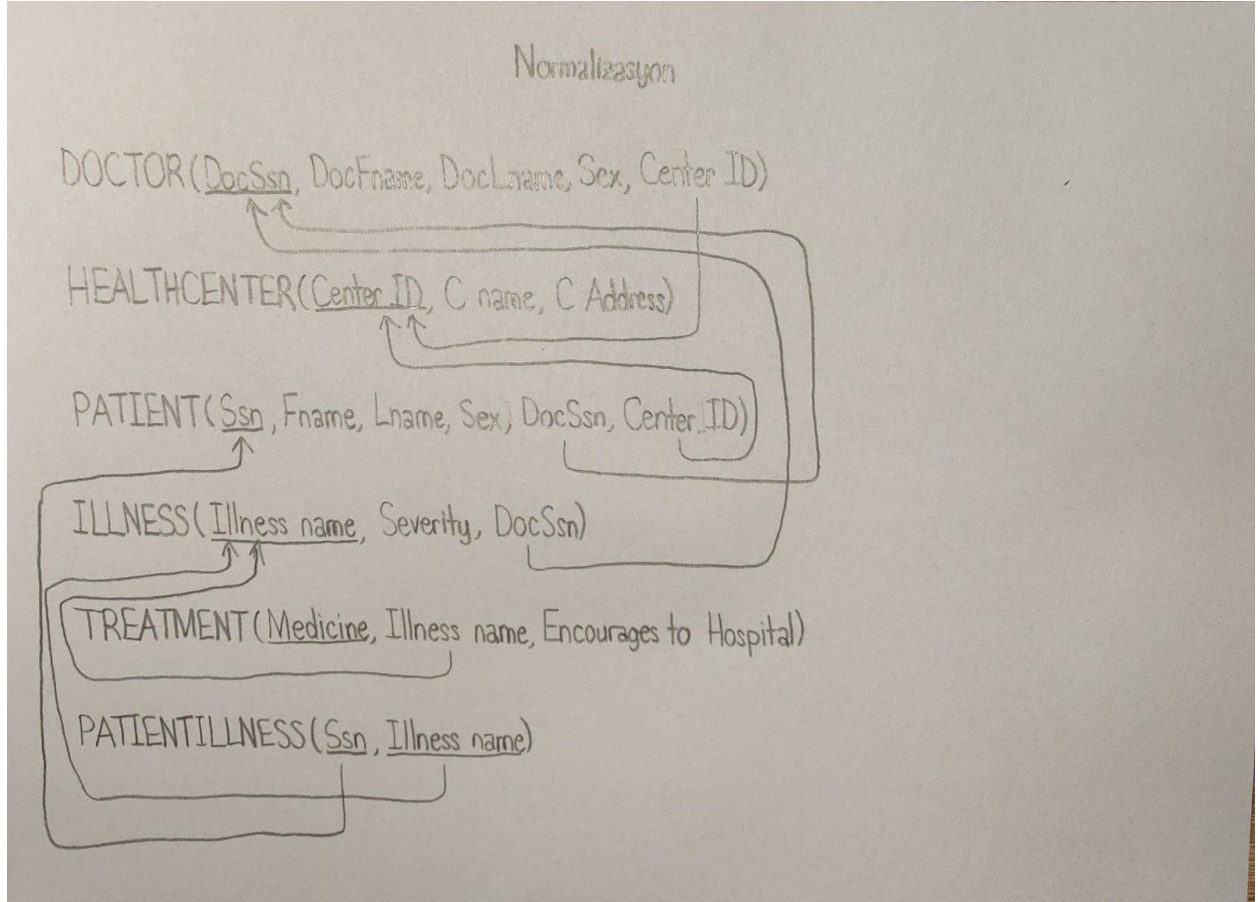 Normalizasyon
DOCTOR(DocSsn, DocFname, DocLname, Sex, Center ID)
HEALTHCENTER(Center ID, C name, C Address)
PATIENT(Ssn, Fname, Lname, Sex, DocSsn, Center ID)
ILLNESS(Illness name, Severity, DocSsn)
TREATMENT(Medicine, Illness name, Encourages to Hospital)
PATIENTILLNESS(Ssn, Illness name)